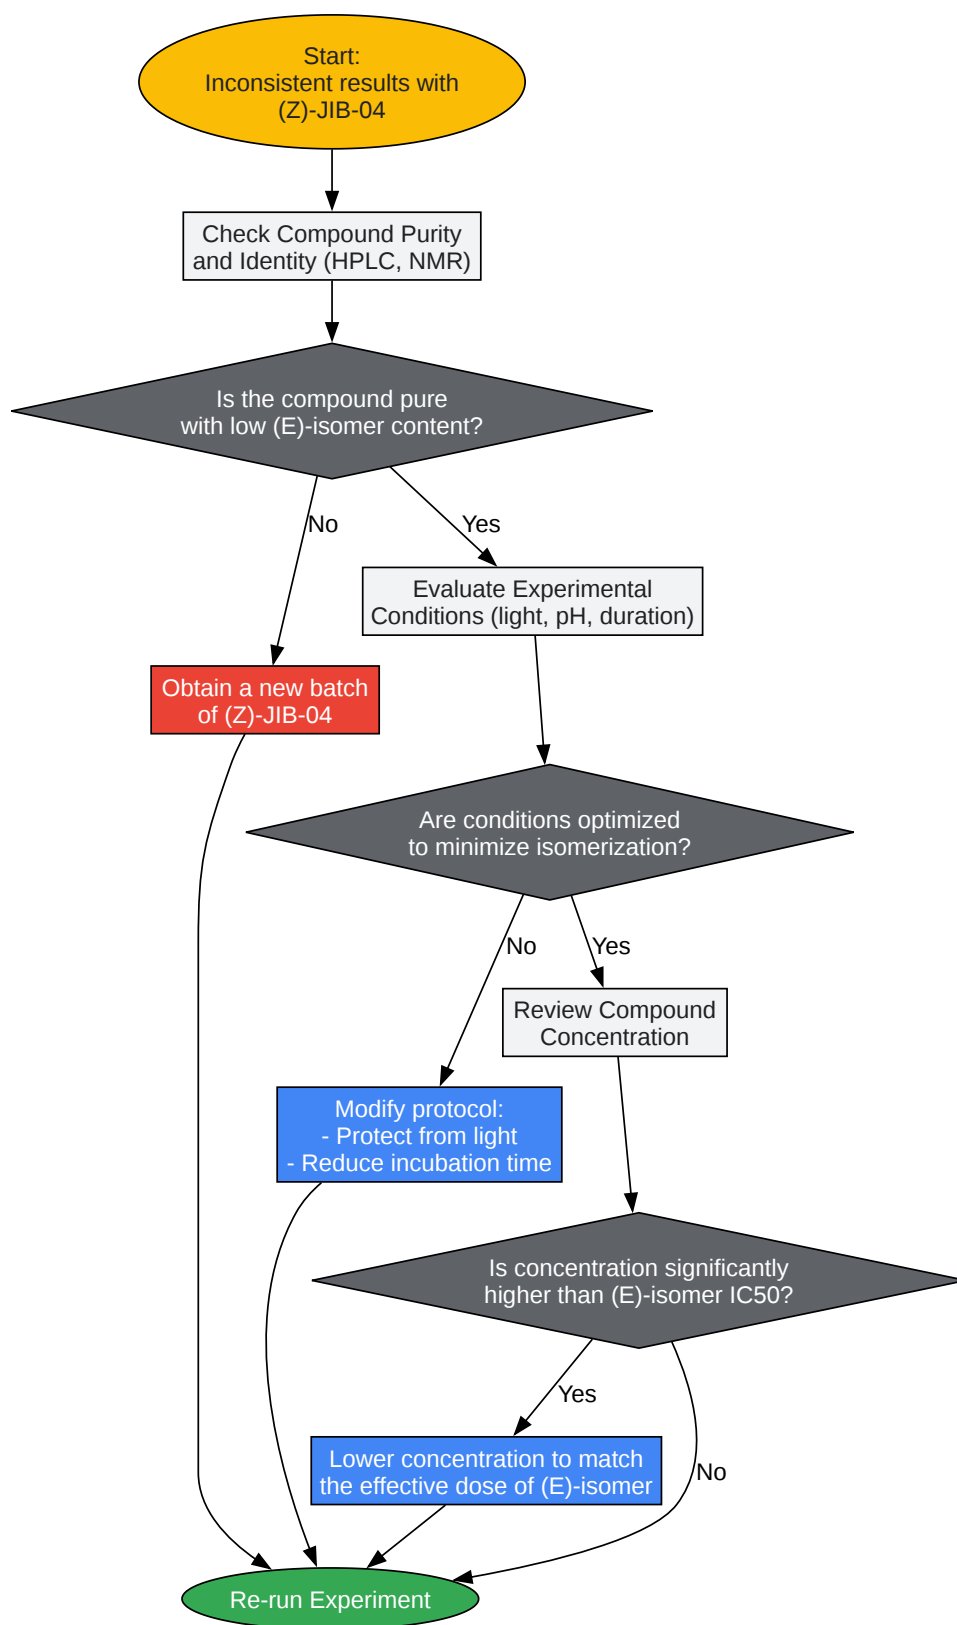 Start:
Inconsistent results with
(Z)-JIB-04
Check Compound Purity
and Identity (HPLC, NMR)
Is the compound pure
with low (E)-isomer content?
No
Yes
Evaluate Experimental
Conditions (light, pH, duration)
Obtain a new batch
of (Z)-JIB-04
Are conditions optimized
to minimize isomerization?
No
Yes
Review Compound
Concentration
Modify protocol:
- Protect from light
- Reduce incubation time
Is concentration significantly
higher than (E)-isomer IC50?
Yes
No
Lower concentration to match
the effective dose of (E)-isomer
Re-run Experiment